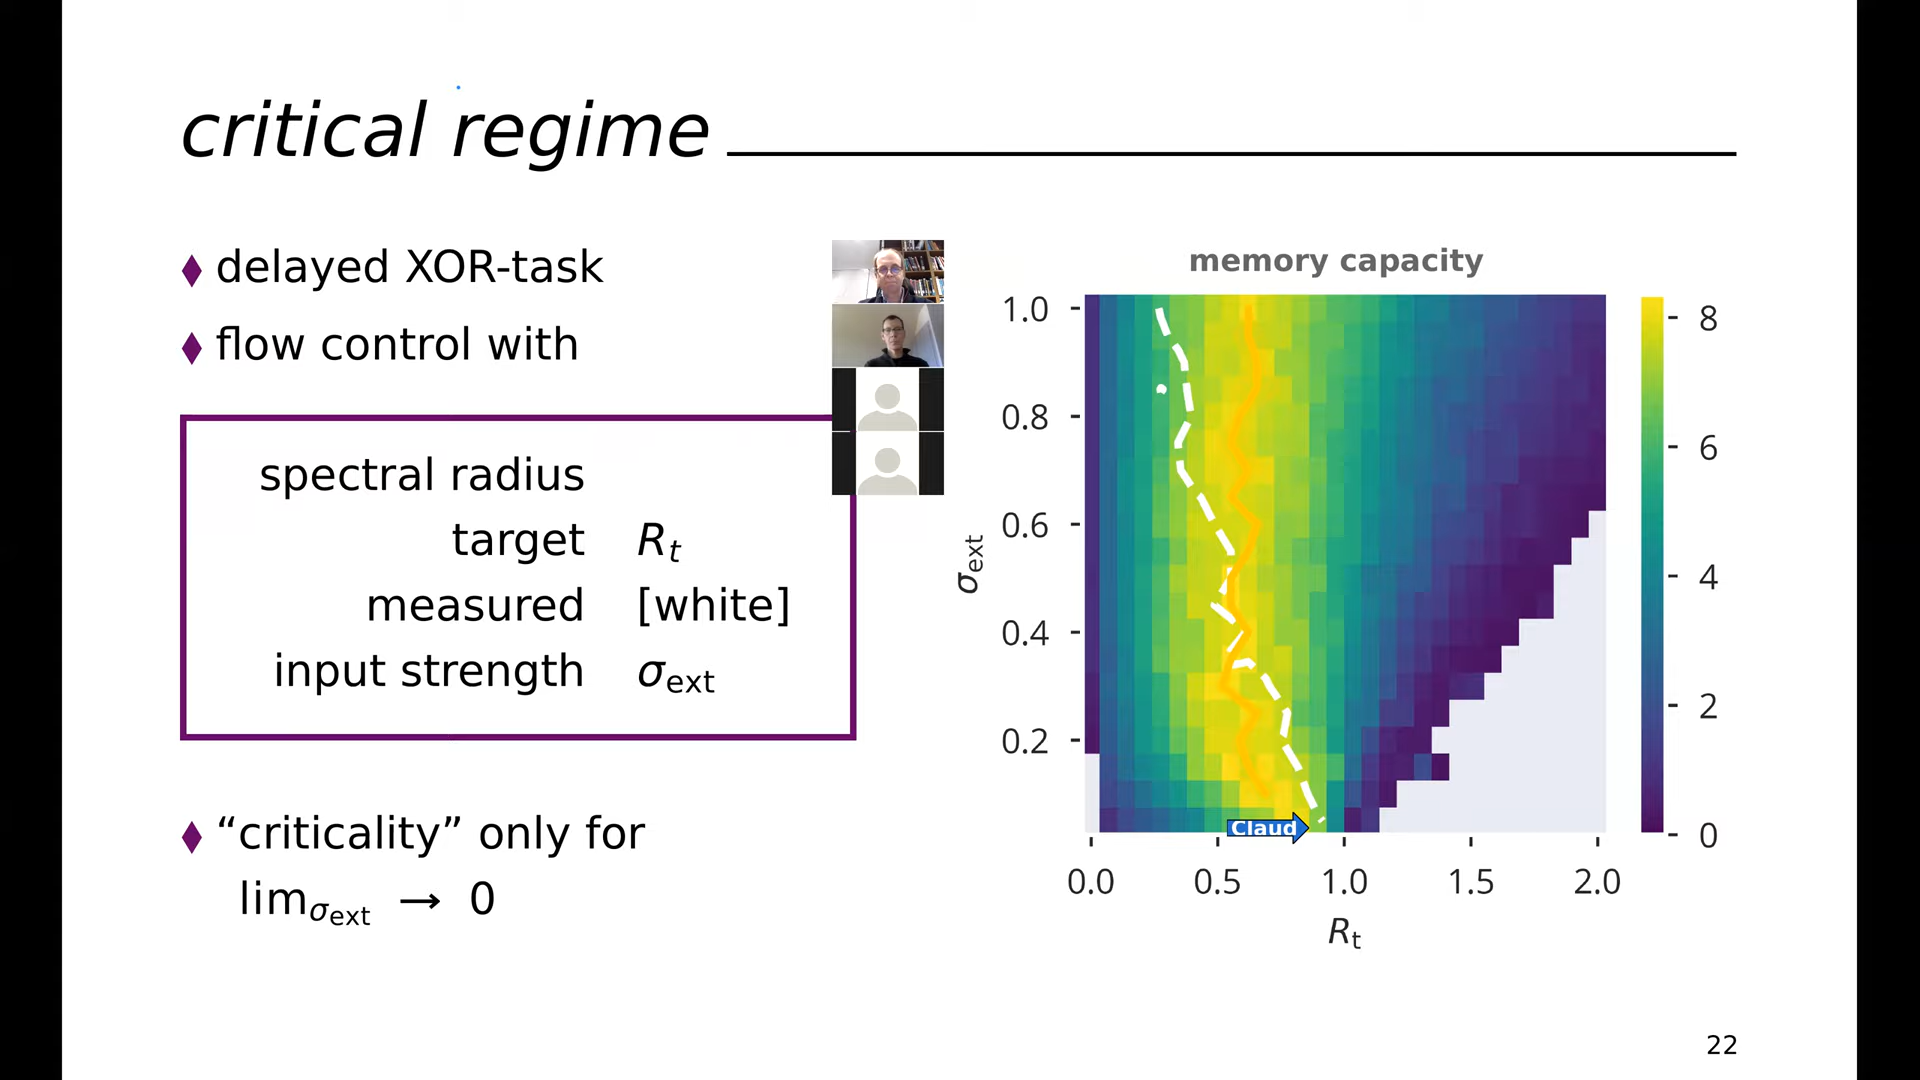 critical regime
♦ delayed XOR-task
♦ flow control with
spectral radius
target R_t
measured [white]
input strength σ_ext
♦ “criticality” only for
lim_σ_ext → 0
memory capacity
1.0
0.8
0.6
0.4
0.2
σ_ext
Claud
0.0 0.5 1.0 1.5 2.0
R_t
8
6
4
2
0
22